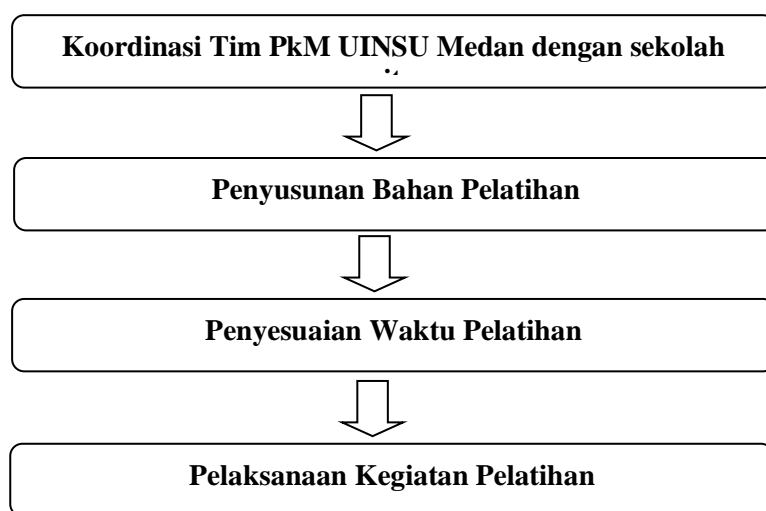 Koordinasi Tim PkM UINSU Medan dengan sekolah
Penyusunan Bahan Pelatihan
Penyesuaian Waktu Pelatihan
Pelaksanaan Kegiatan Pelatihan